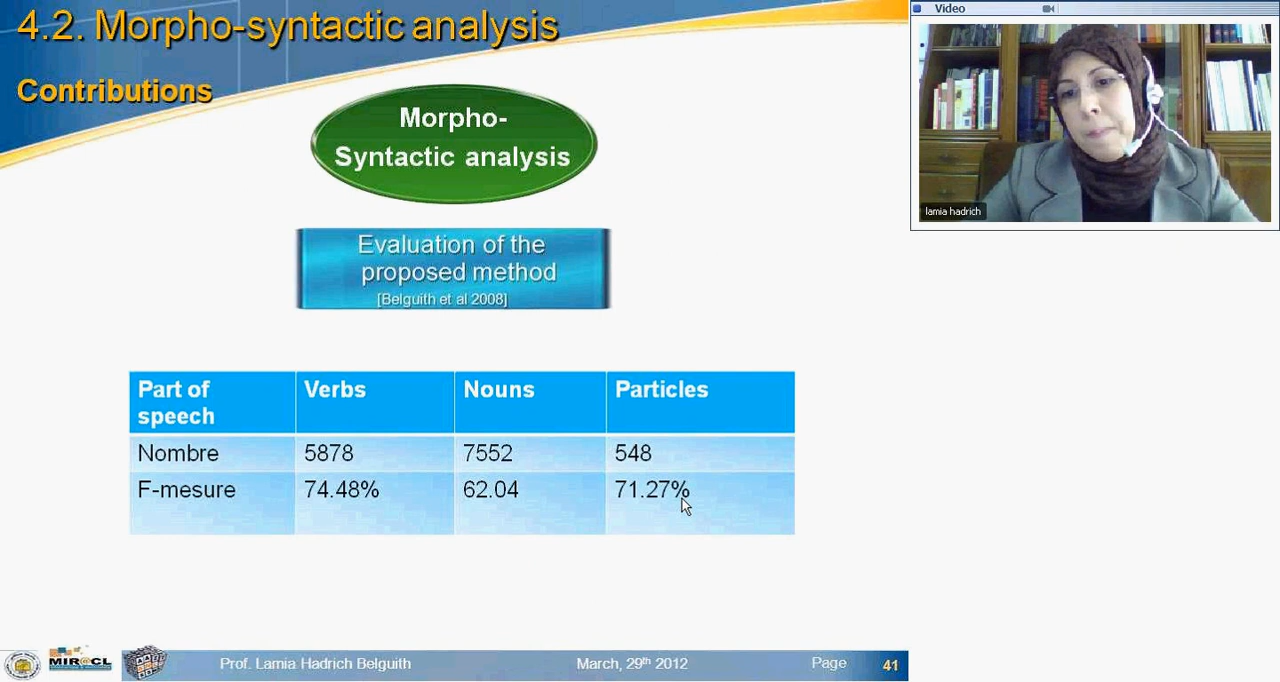 4.2. Morpho-syntactic analysis
Contributions
Morpho-
Syntactic analysis
Evaluation of the
proposed method
[Belguith et al 2008]
Part of
speech
Verbs
Nouns
Particles
Nombre
5878
7552
548
F-mesure
74.48%
62.04
71.27%
MIR@CL
Prof. Lamia Hadrich Belguith
March, 29th 2012
Page
41
Video
lamia hadrich